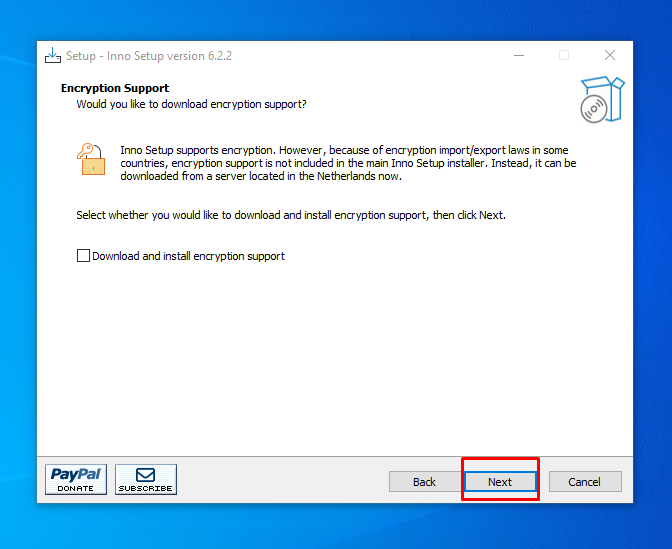 Setup - Inno Setup version 6.2.2
Encryption Support
Would you like to download encryption support?
Inno Setup supports encryption. However, because of encryption import/export laws in some
countries, encryption support is not included in the main Inno Setup installer. Instead, it can be
downloaded from a server located in the Netherlands now.
Select whether you would like to download and install encryption support, then click Next.
Download and install encryption support
PayPal
DONATE
SUBSCRIBE
Back
Next
Cancel